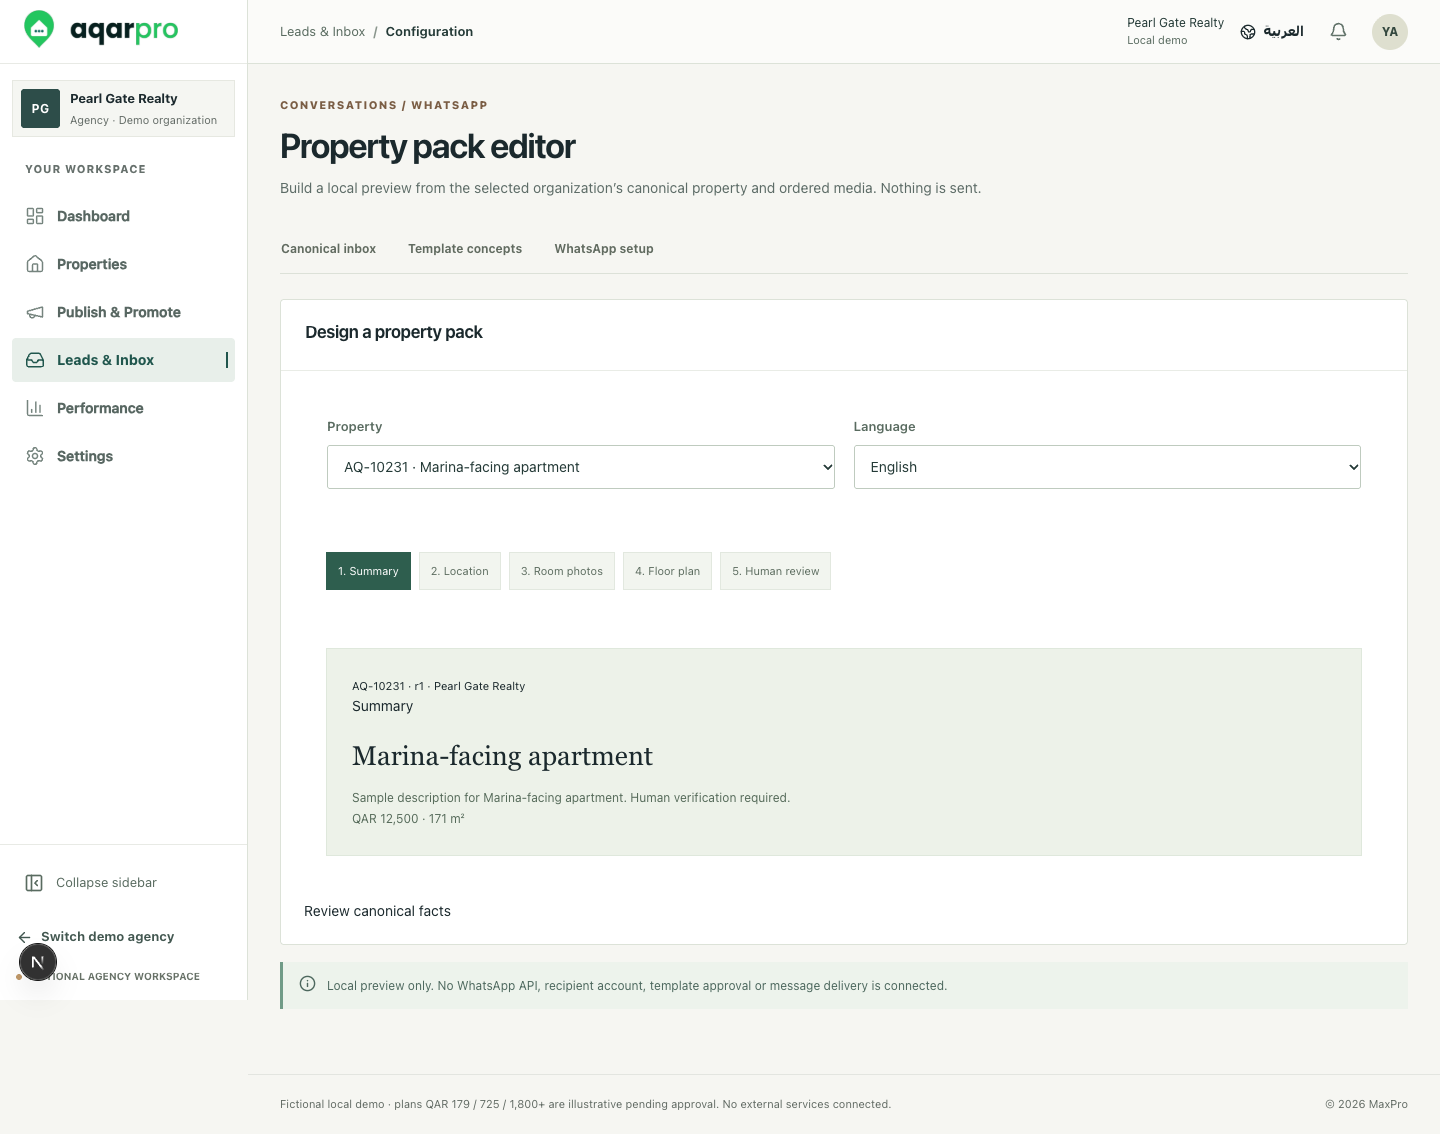 aqarpro
Leads & Inbox / Configuration
Pearl Gate Realty
Local demo
العربية
YA
PG
Pearl Gate Realty
Agency · Demo organization
YOUR WORKSPACE
Dashboard
Properties
Publish & Promote
Leads & Inbox
Performance
Settings
Collapse sidebar
Switch demo agency
N
AGENCY WORKSPACE
CONVERSATIONS / WHATSAPP
Property pack editor
Build a local preview from the selected organization's canonical property and ordered media. Nothing is sent.
Canonical inbox
Template concepts
WhatsApp setup
Design a property pack
Property
Language
AQ-10231 · Marina-facing apartment
English
1. Summary
2. Location
3. Room photos
4. Floor plan
5. Human review
AQ-10231 · r1 · Pearl Gate Realty
Summary
Marina-facing apartment
Sample description for Marina-facing apartment. Human verification required.
QAR 12,500 · 171 m²
Review canonical facts
Local preview only. No WhatsApp API, recipient account, template approval or message delivery is connected.
Fictional local demo · plans QAR 179 / 725 / 1,800+ are illustrative pending approval. No external services connected.
© 2026 MaxPro